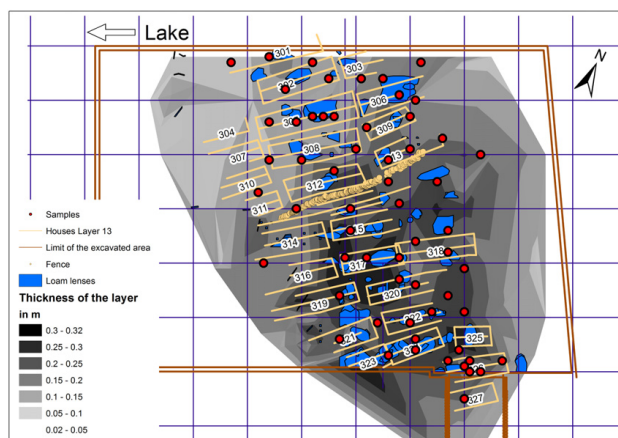 Lake
N
301
302
303
306
304
309
307
308
310
312
311
314
318
317
316
320
319
322
325
323
327
Samples
Houses Layer 13
Limit of the excavated area
Fence
Loam lenses
Thickness of the layer
in m
0.3 - 0.32
0.25 - 0.3
0.2 - 0.25
0.15 - 0.2
0.1 - 0.15
0.05 - 0.1
0.02 - 0.05